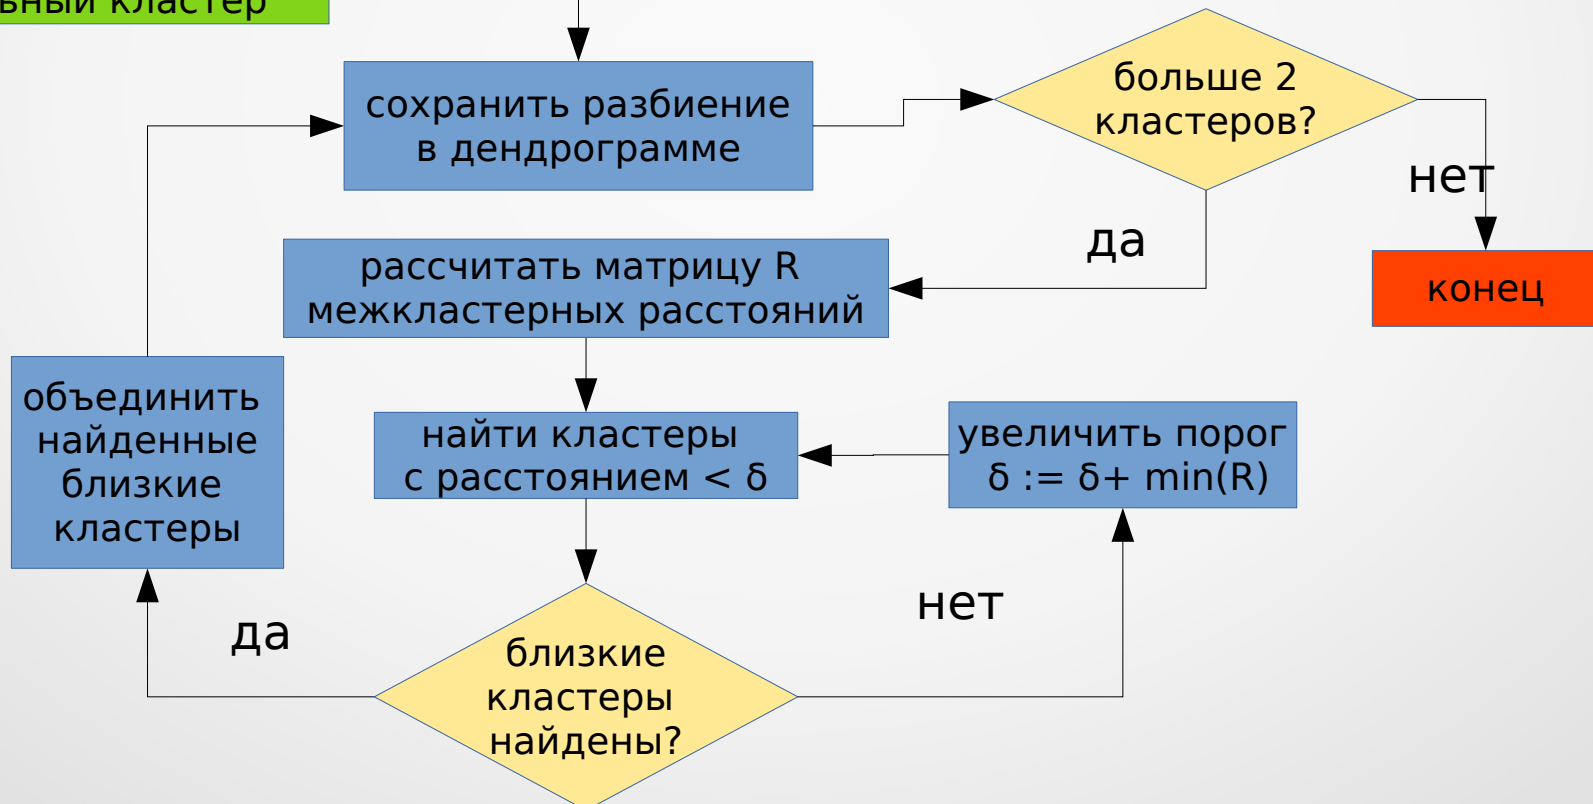 кластер
сохранить разбиение
в дендрограмме
больше 2
кластеров?
нет
да
рассчитать матрицу R
межкластерных расстояний
конец
объединить
найденные
близкие
кластеры
найти кластеры
с расстоянием < δ
увеличить порог
δ := δ+ min(R)
нет
да
близкие
кластеры
найдены?